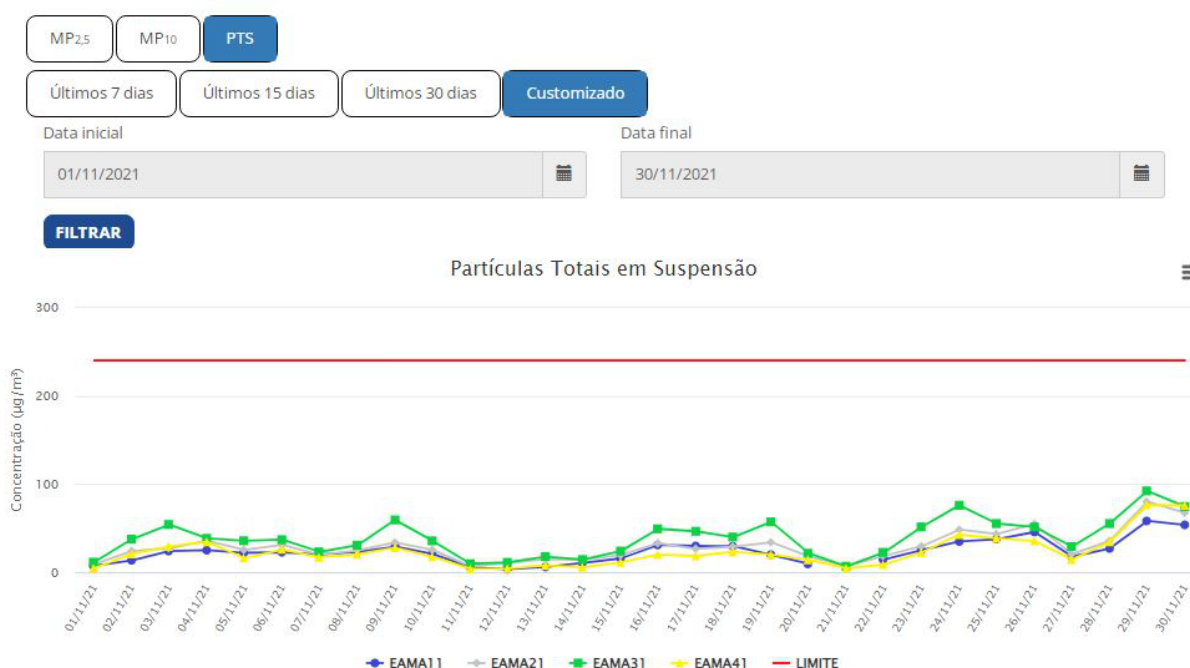 MP2,5 MP10 PTS
Últimos 7 dias Últimos 15 dias Últimos 30 dias Customizado
Data inicial Data final
01/11/2021 30/11/2021
FILTRAR
Partículas Totais em Suspensão
Concentração (µg/m³)
300
200
100
0
01/11/21 02/11/21 03/11/21 04/11/21 05/11/21 06/11/21 07/11/21 08/11/21 09/11/21 10/11/21 11/11/21 12/11/21 13/11/21 14/11/21 15/11/21 16/11/21 17/11/21 18/11/21 19/11/21 20/11/21 21/11/21 22/11/21 23/11/21 24/11/21 25/11/21 26/11/21 27/11/21 28/11/21 29/11/21 30/11/21
EAMA11 EAMA21 EAMA31 EAMA41 LIMITE